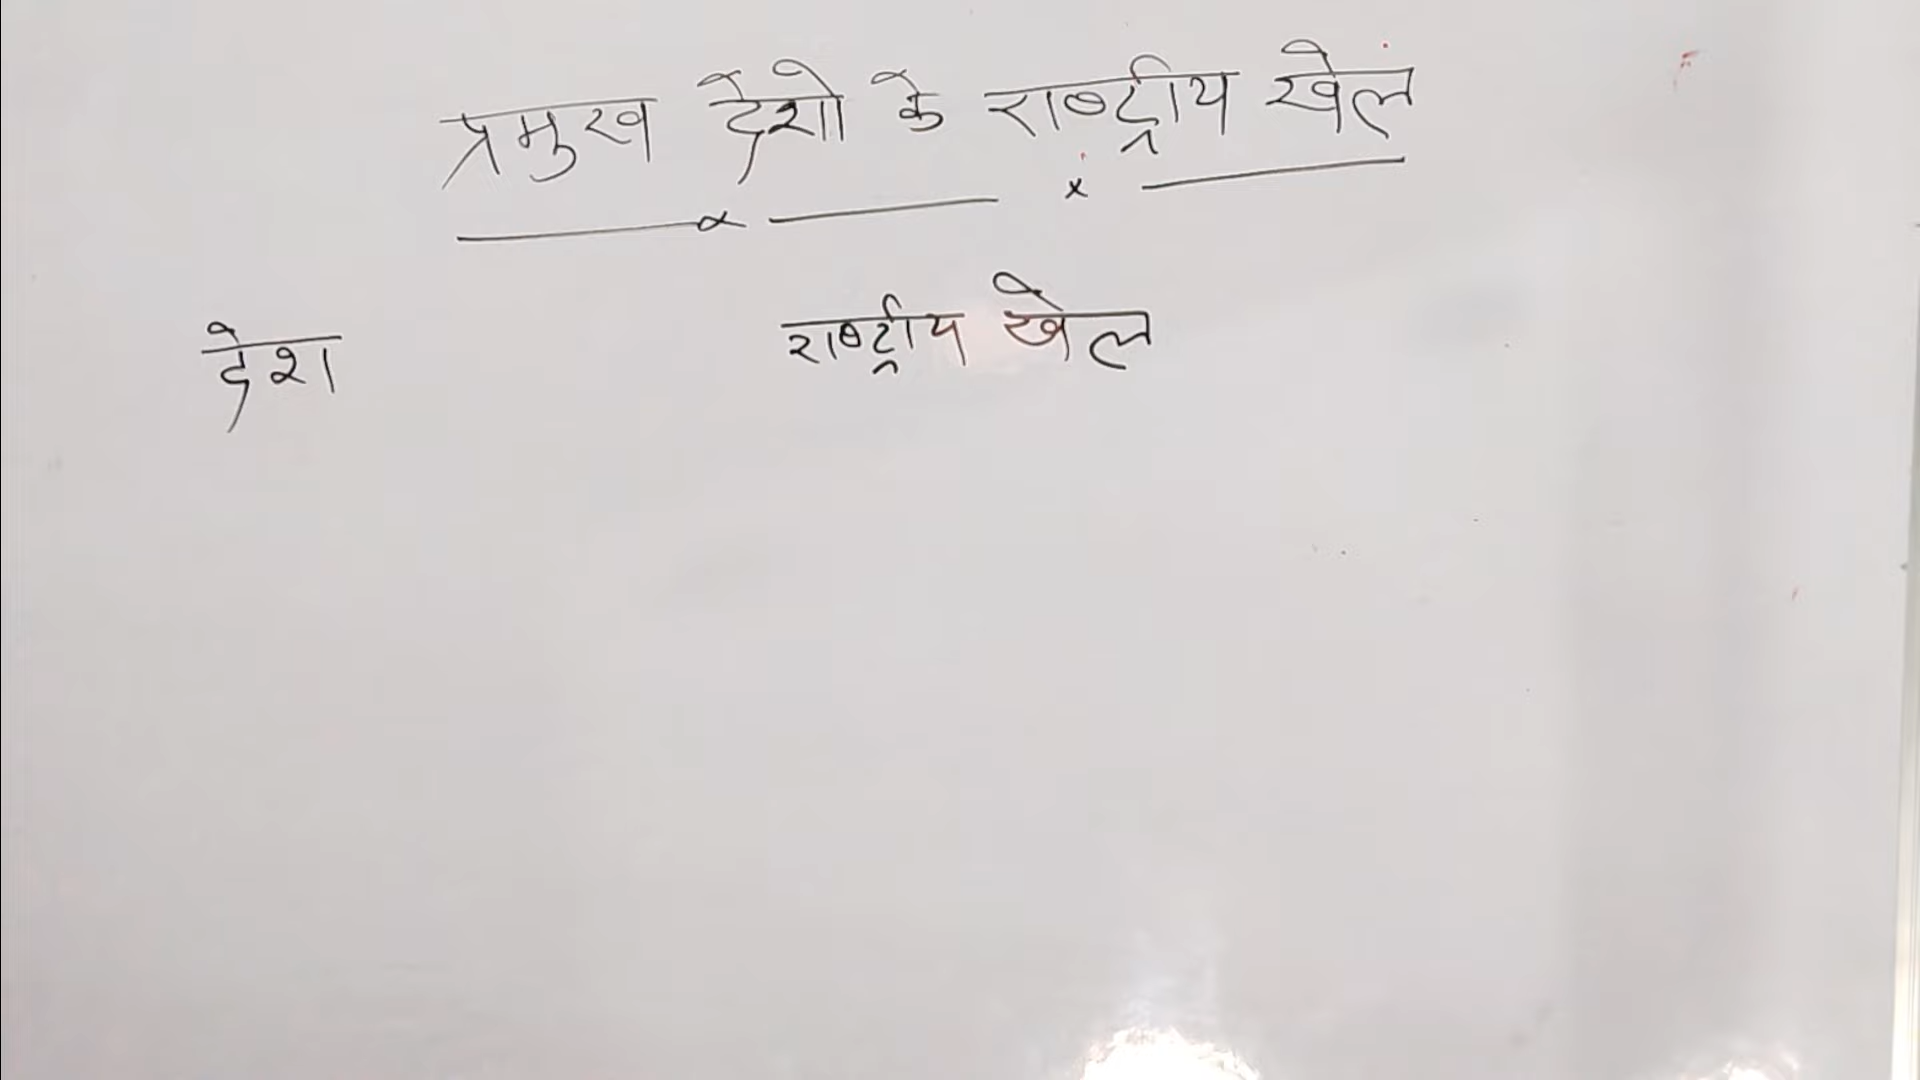 प्रमुख देशो के राष्ट्रीय खेल
देश राष्ट्रीय खेल